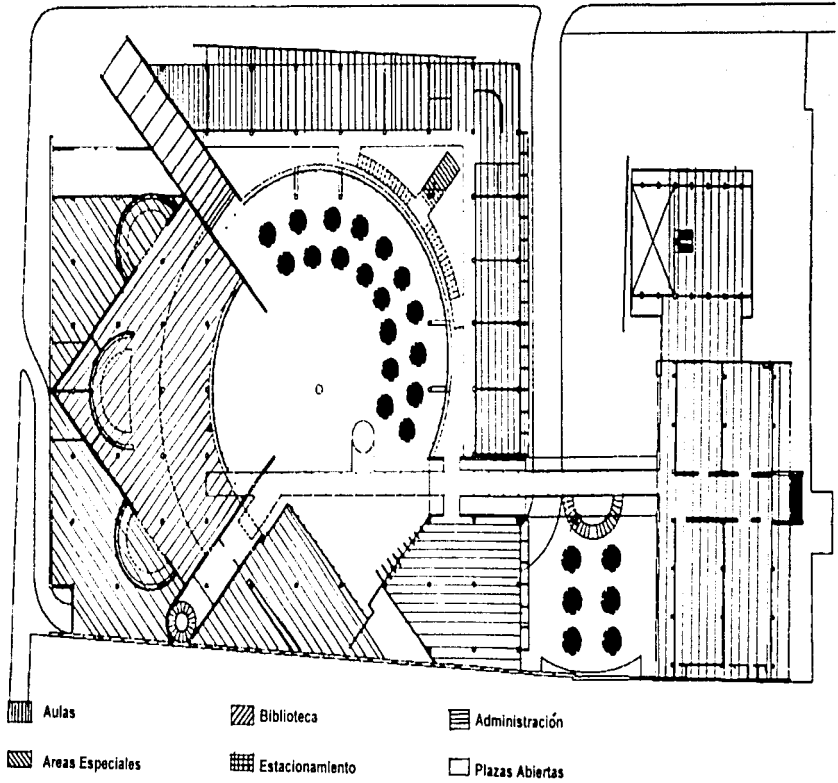 Aulas
Biblioteca
Administración
Areas Especiales
Estacionamiento
Plazas Abiertas